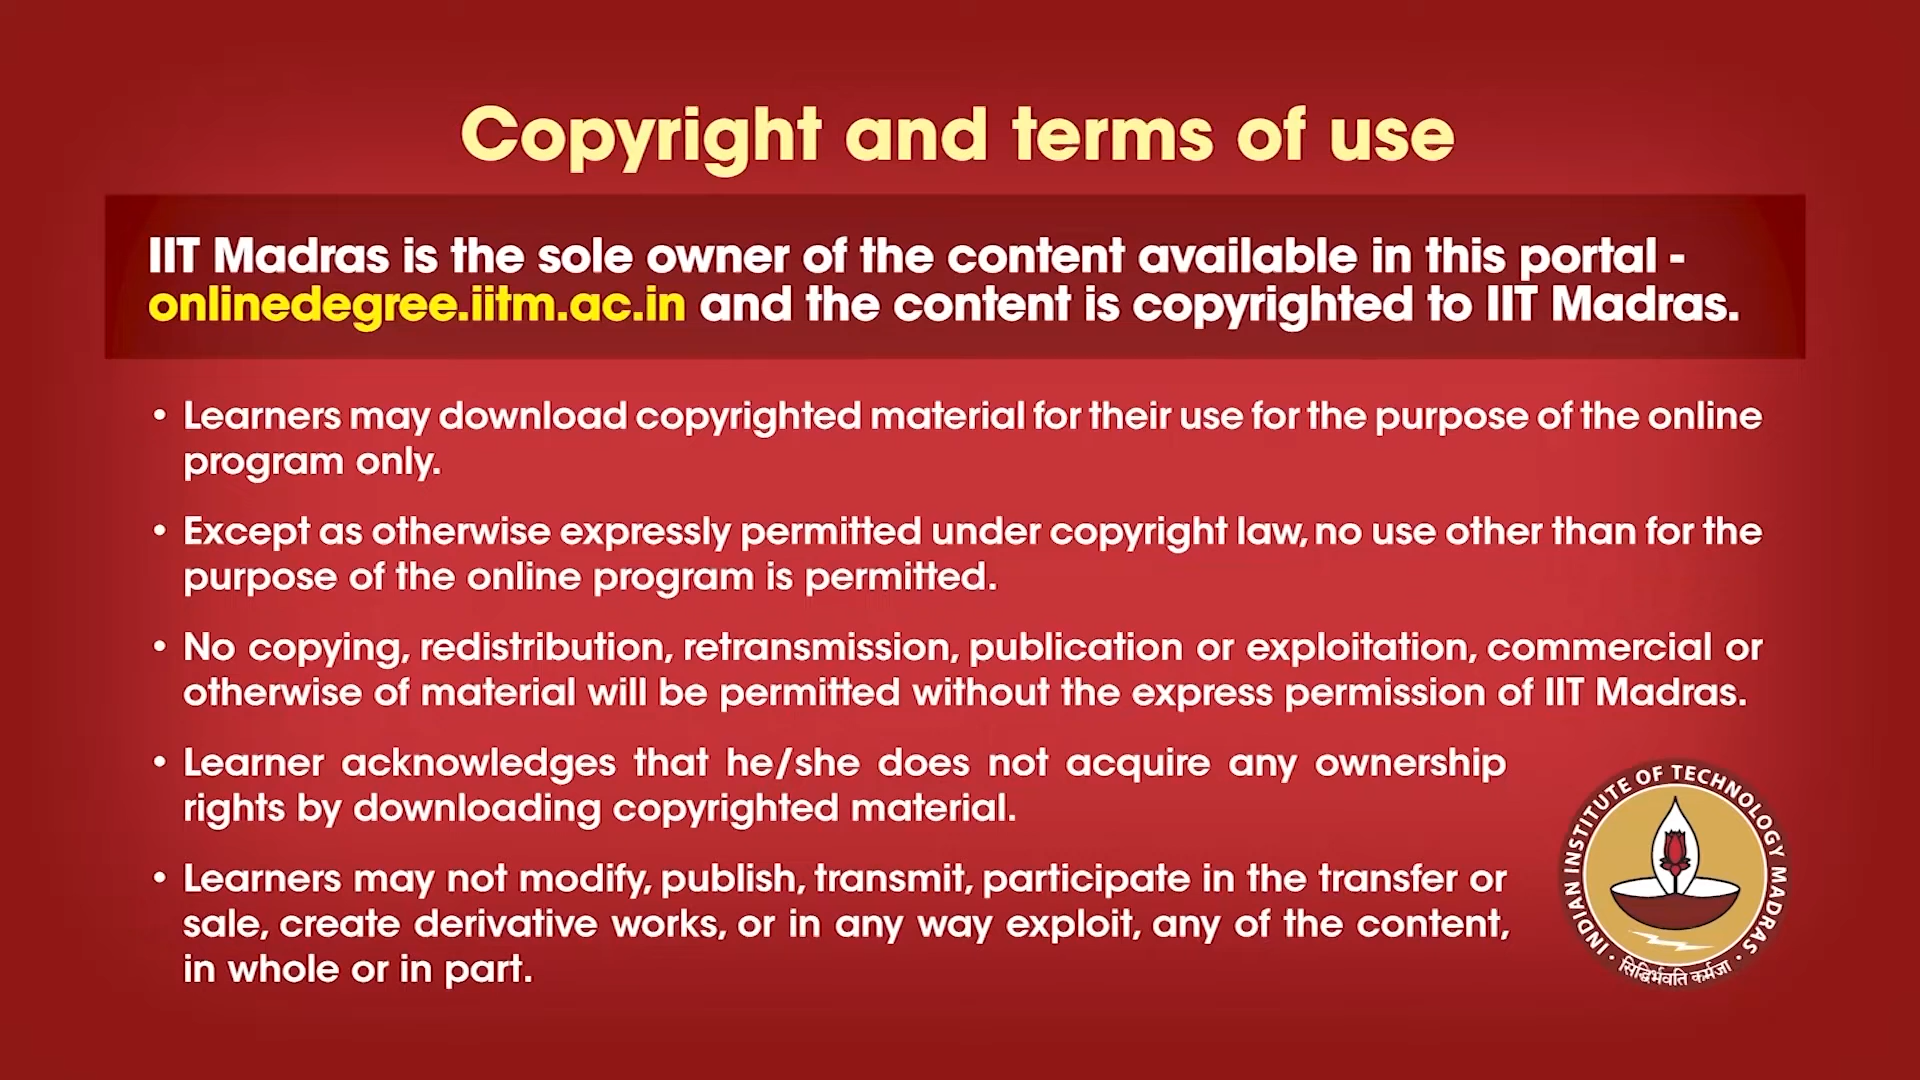 Copyright and terms of use
IIT Madras is the sole owner of the content available in this portal -
onlinedegree.iitm.ac.in and the content is copyrighted to IIT Madras.
• Learners may download copyrighted material for their use for the purpose of the online
program only.
• Except as otherwise expressly permitted under copyright law, no use other than for the
purpose of the online program is permitted.
• No copying, redistribution, retransmission, publication or exploitation, commercial or
otherwise of material will be permitted without the express permission of IIT Madras.
• Learner acknowledges that he/she does not acquire any ownership
rights by downloading copyrighted material.
• Learners may not modify, publish, transmit, participate in the transfer or
sale, create derivative works, or in any way exploit, any of the content,
in whole or in part.
INDIAN INSTITUTE OF TECHNOLOGY MADRAS
सिद्धिर्भवति कर्मजा